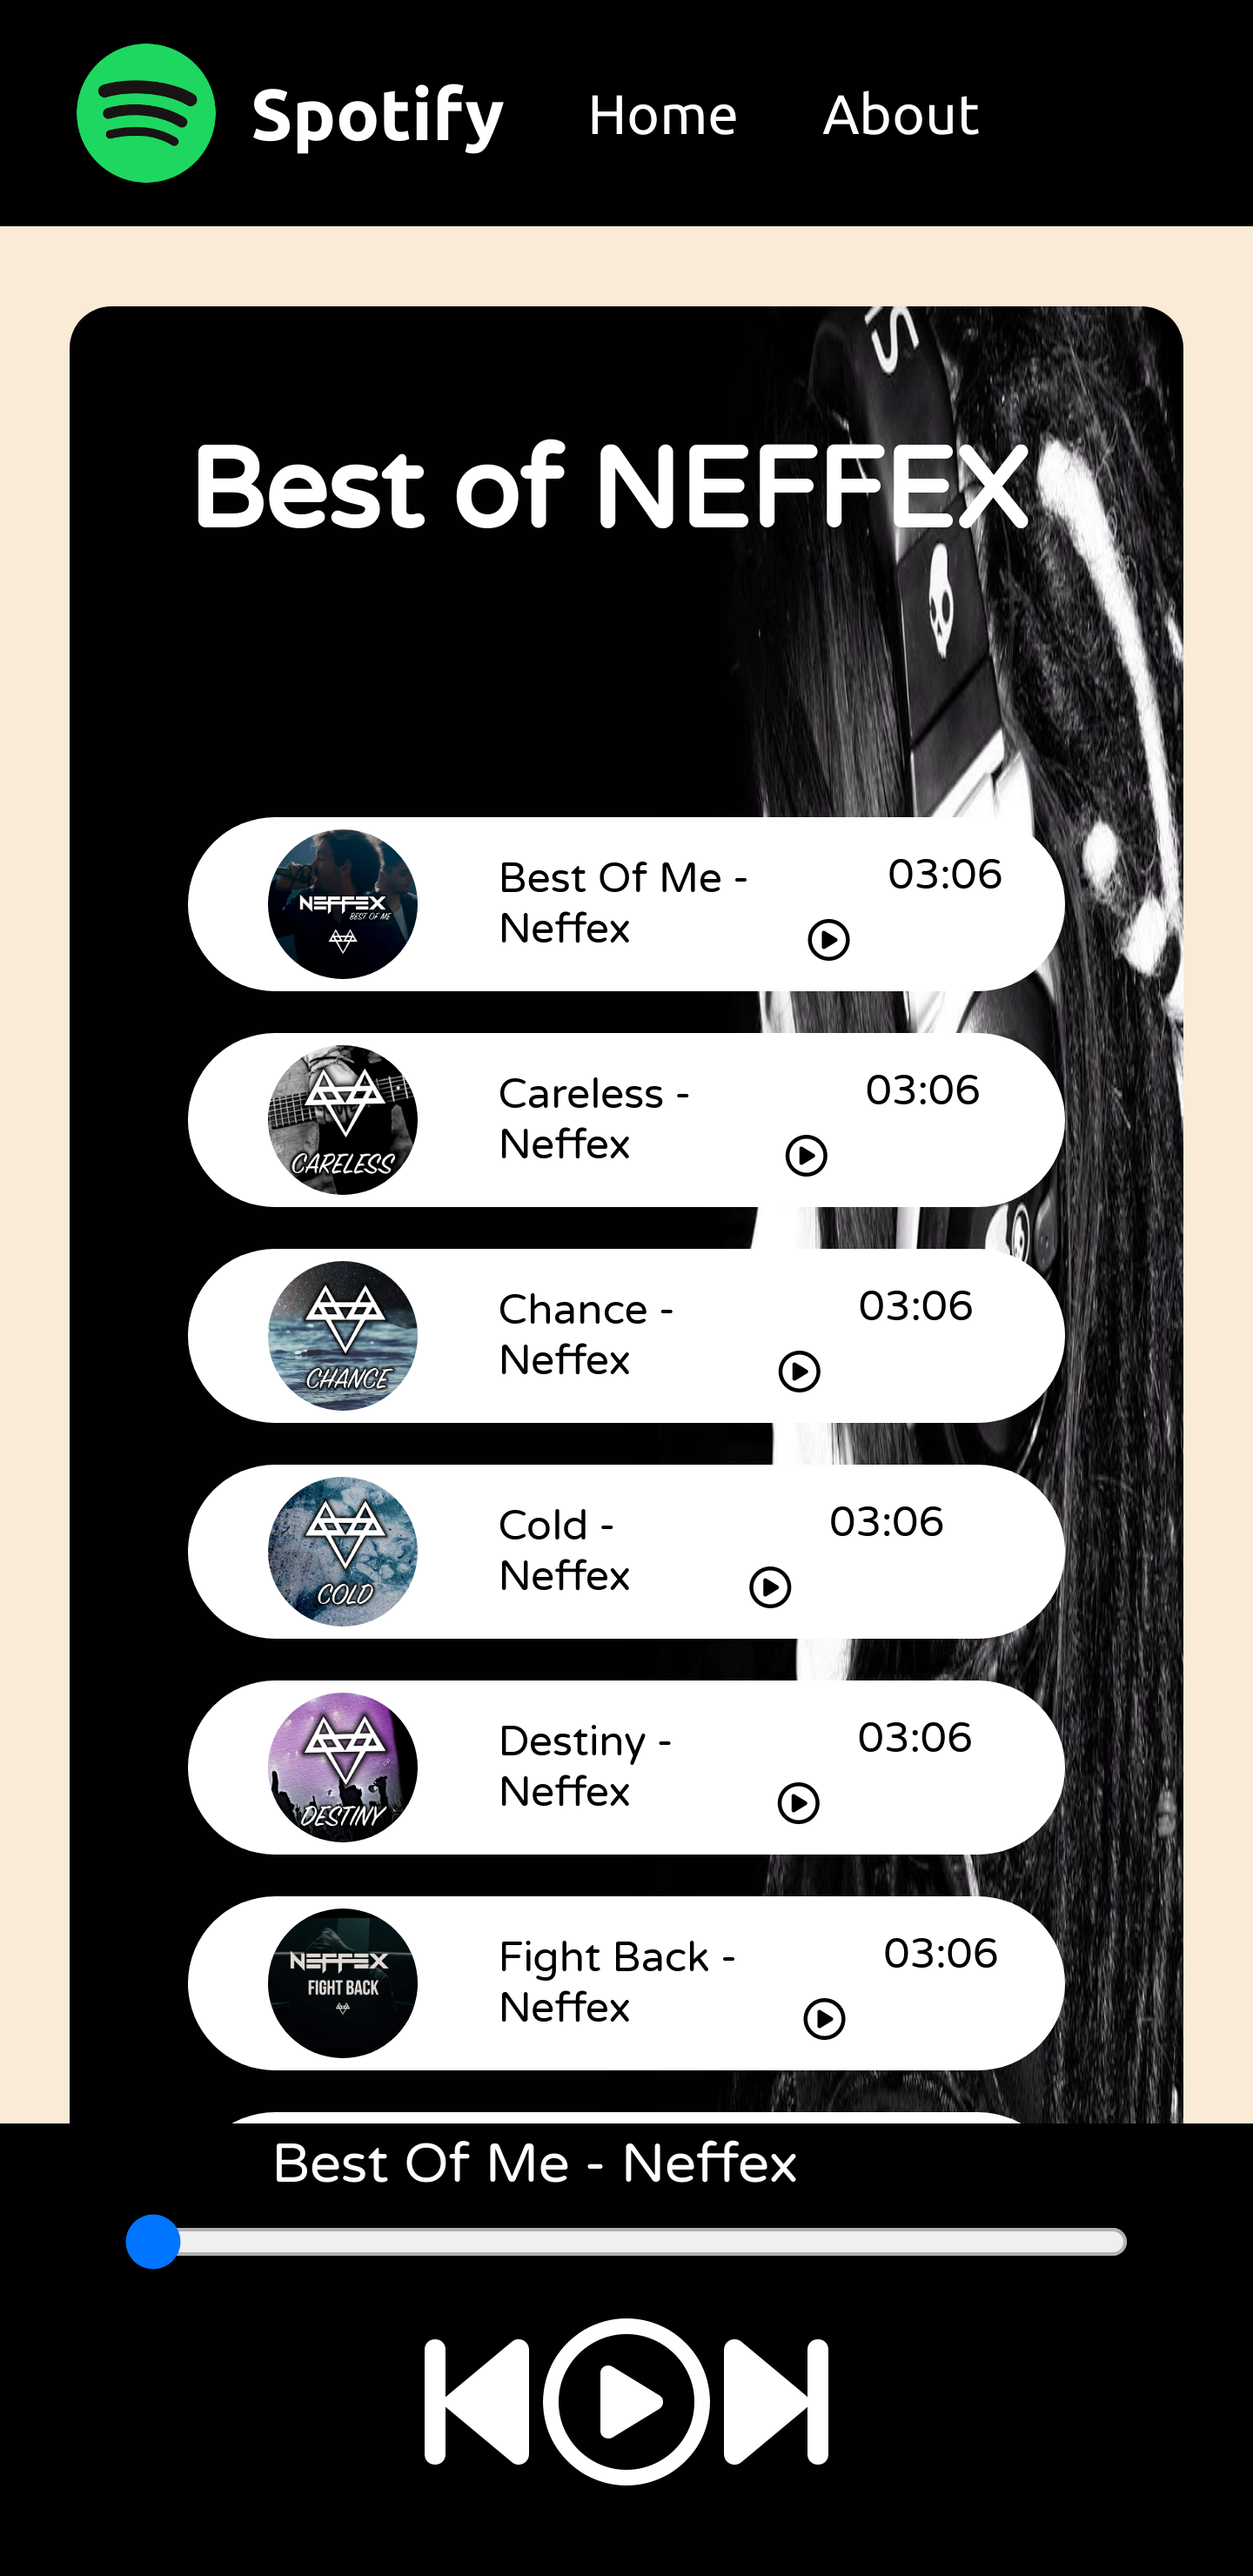 Spotify Home About
S
Best of NEFFEX
NEFFEX
BEST OF ME
Best Of Me -
Neffex
03:06
CARELESS
Careless -
Neffex
03:06
CHANCE
Chance -
Neffex
03:06
COLD
Cold -
Neffex
03:06
DESTINY
Destiny -
Neffex
03:06
NEFFEX
FIGHT BACK
Fight Back -
Neffex
03:06
Best Of Me - Neffex